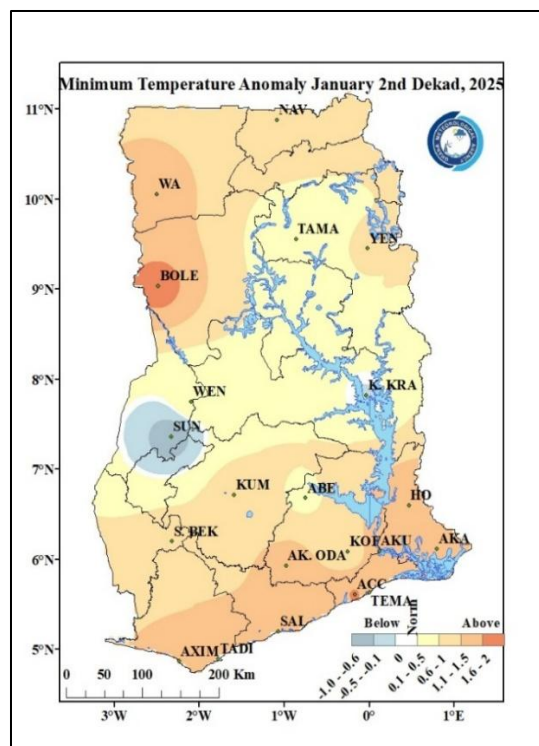 Minimum Temperature Anomaly January 2nd Dekad, 2025
11°N
NAV
10°N
WA
TAMA
YEN
BOLE
9°N
8°N
WEN
K. KRA
SUN
7°N
KUM
ABE
HO
S. BEK
6°N
AK. ODA
KOFAKU
AKA
ACC
TEMA
Norm
SAL
Below
Above
AXIM
TADI
5°N
-1.0 - -0.6
-0.5 - -0.1
0
0.1 - 0.5
0.6 - 1
1.1 - 1.5
1.6 - 2
0 50 100 200 Km
3°W
2°W
1°W
0°
1°E